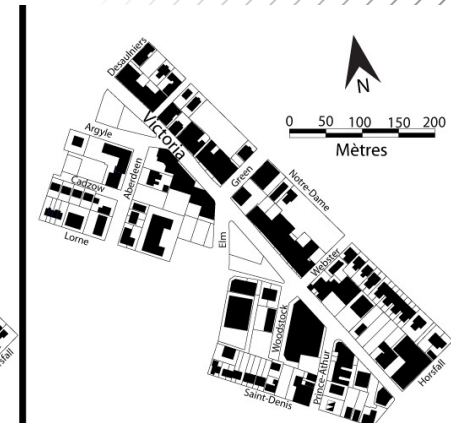 Desaulniers
N
Victoria
0 50 100 150 200
Mètres
Argyle
Aberdeen
Green
Notre-Dame
Cadzow
Lorne
Elm
Webster
Woodstock
Prince-Athur
Horsfall
Saint-Denis